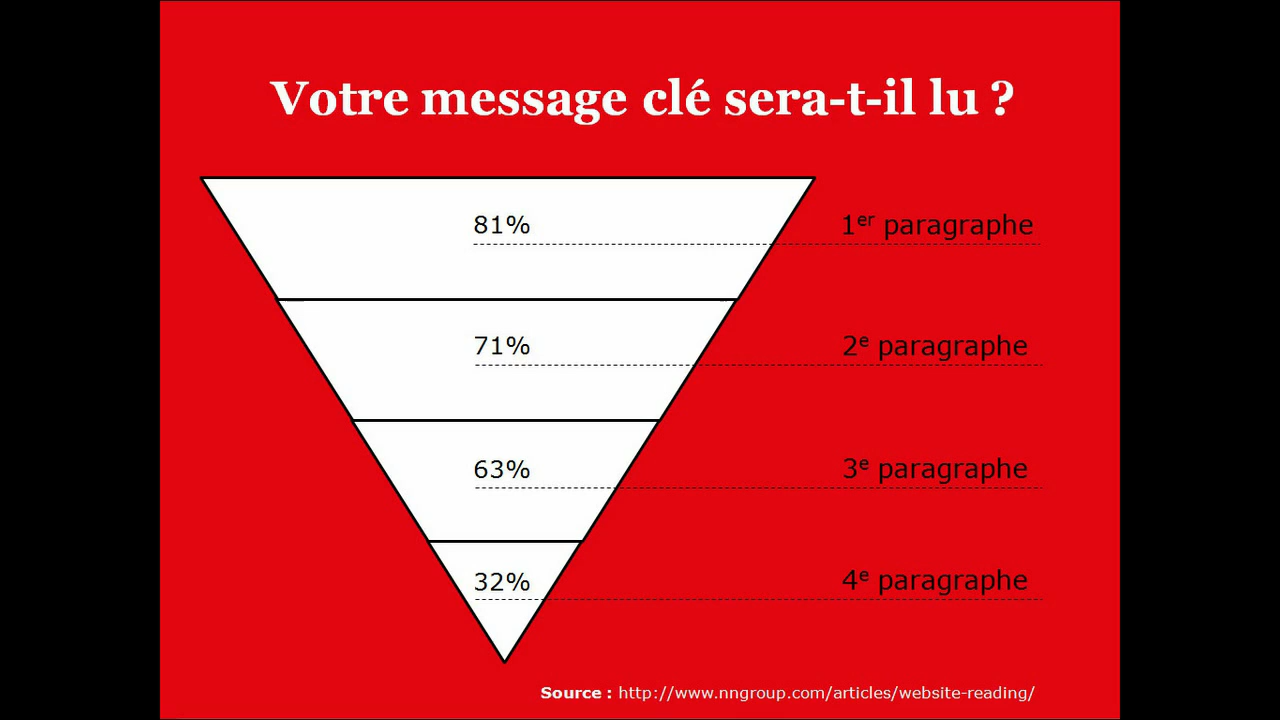 Votre message clé sera-t-il lu ?
81% 1er paragraphe
71% 2e paragraphe
63% 3e paragraphe
32% 4e paragraphe
Source : http://www.nngroup.com/articles/website-reading/